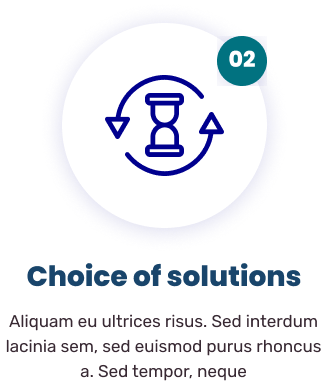 02
Choice of solutions
Aliquam eu ultrices risus. Sed interdum
lacinia sem, sed euismod purus rhoncus
a. Sed tempor, neque